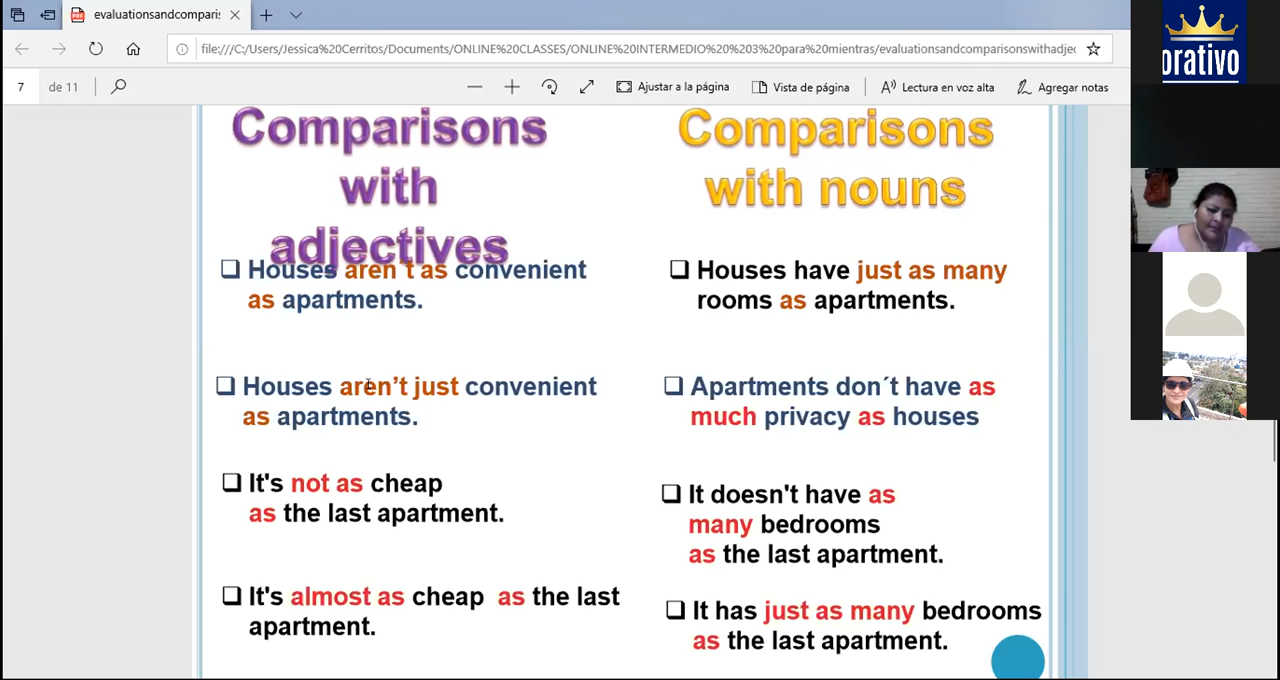 evaluationsandcomparis
file:///C:/Users/Jessica%20Cerritos/Documents/ONLINE%20CLASSES/ONLINE%20INTERMEDIO%20%203%20para%20mientras/evaluationsandcomparisonswithadjec
7 de 11
Ajustar a la página
Vista de página
Lectura en voz alta
Agregar notas
orativo
Comparisons
with
adjectives
❑ Houses aren't as convenient
as apartments.
❑ Houses aren't just convenient
as apartments.
❑ It's not as cheap
as the last apartment.
❑ It's almost as cheap as the last
apartment.
Comparisons
with nouns
❑ Houses have just as many
rooms as apartments.
❑ Apartments don´t have as
much privacy as houses
❑ It doesn't have as
many bedrooms
as the last apartment.
❑ It has just as many bedrooms
as the last apartment.